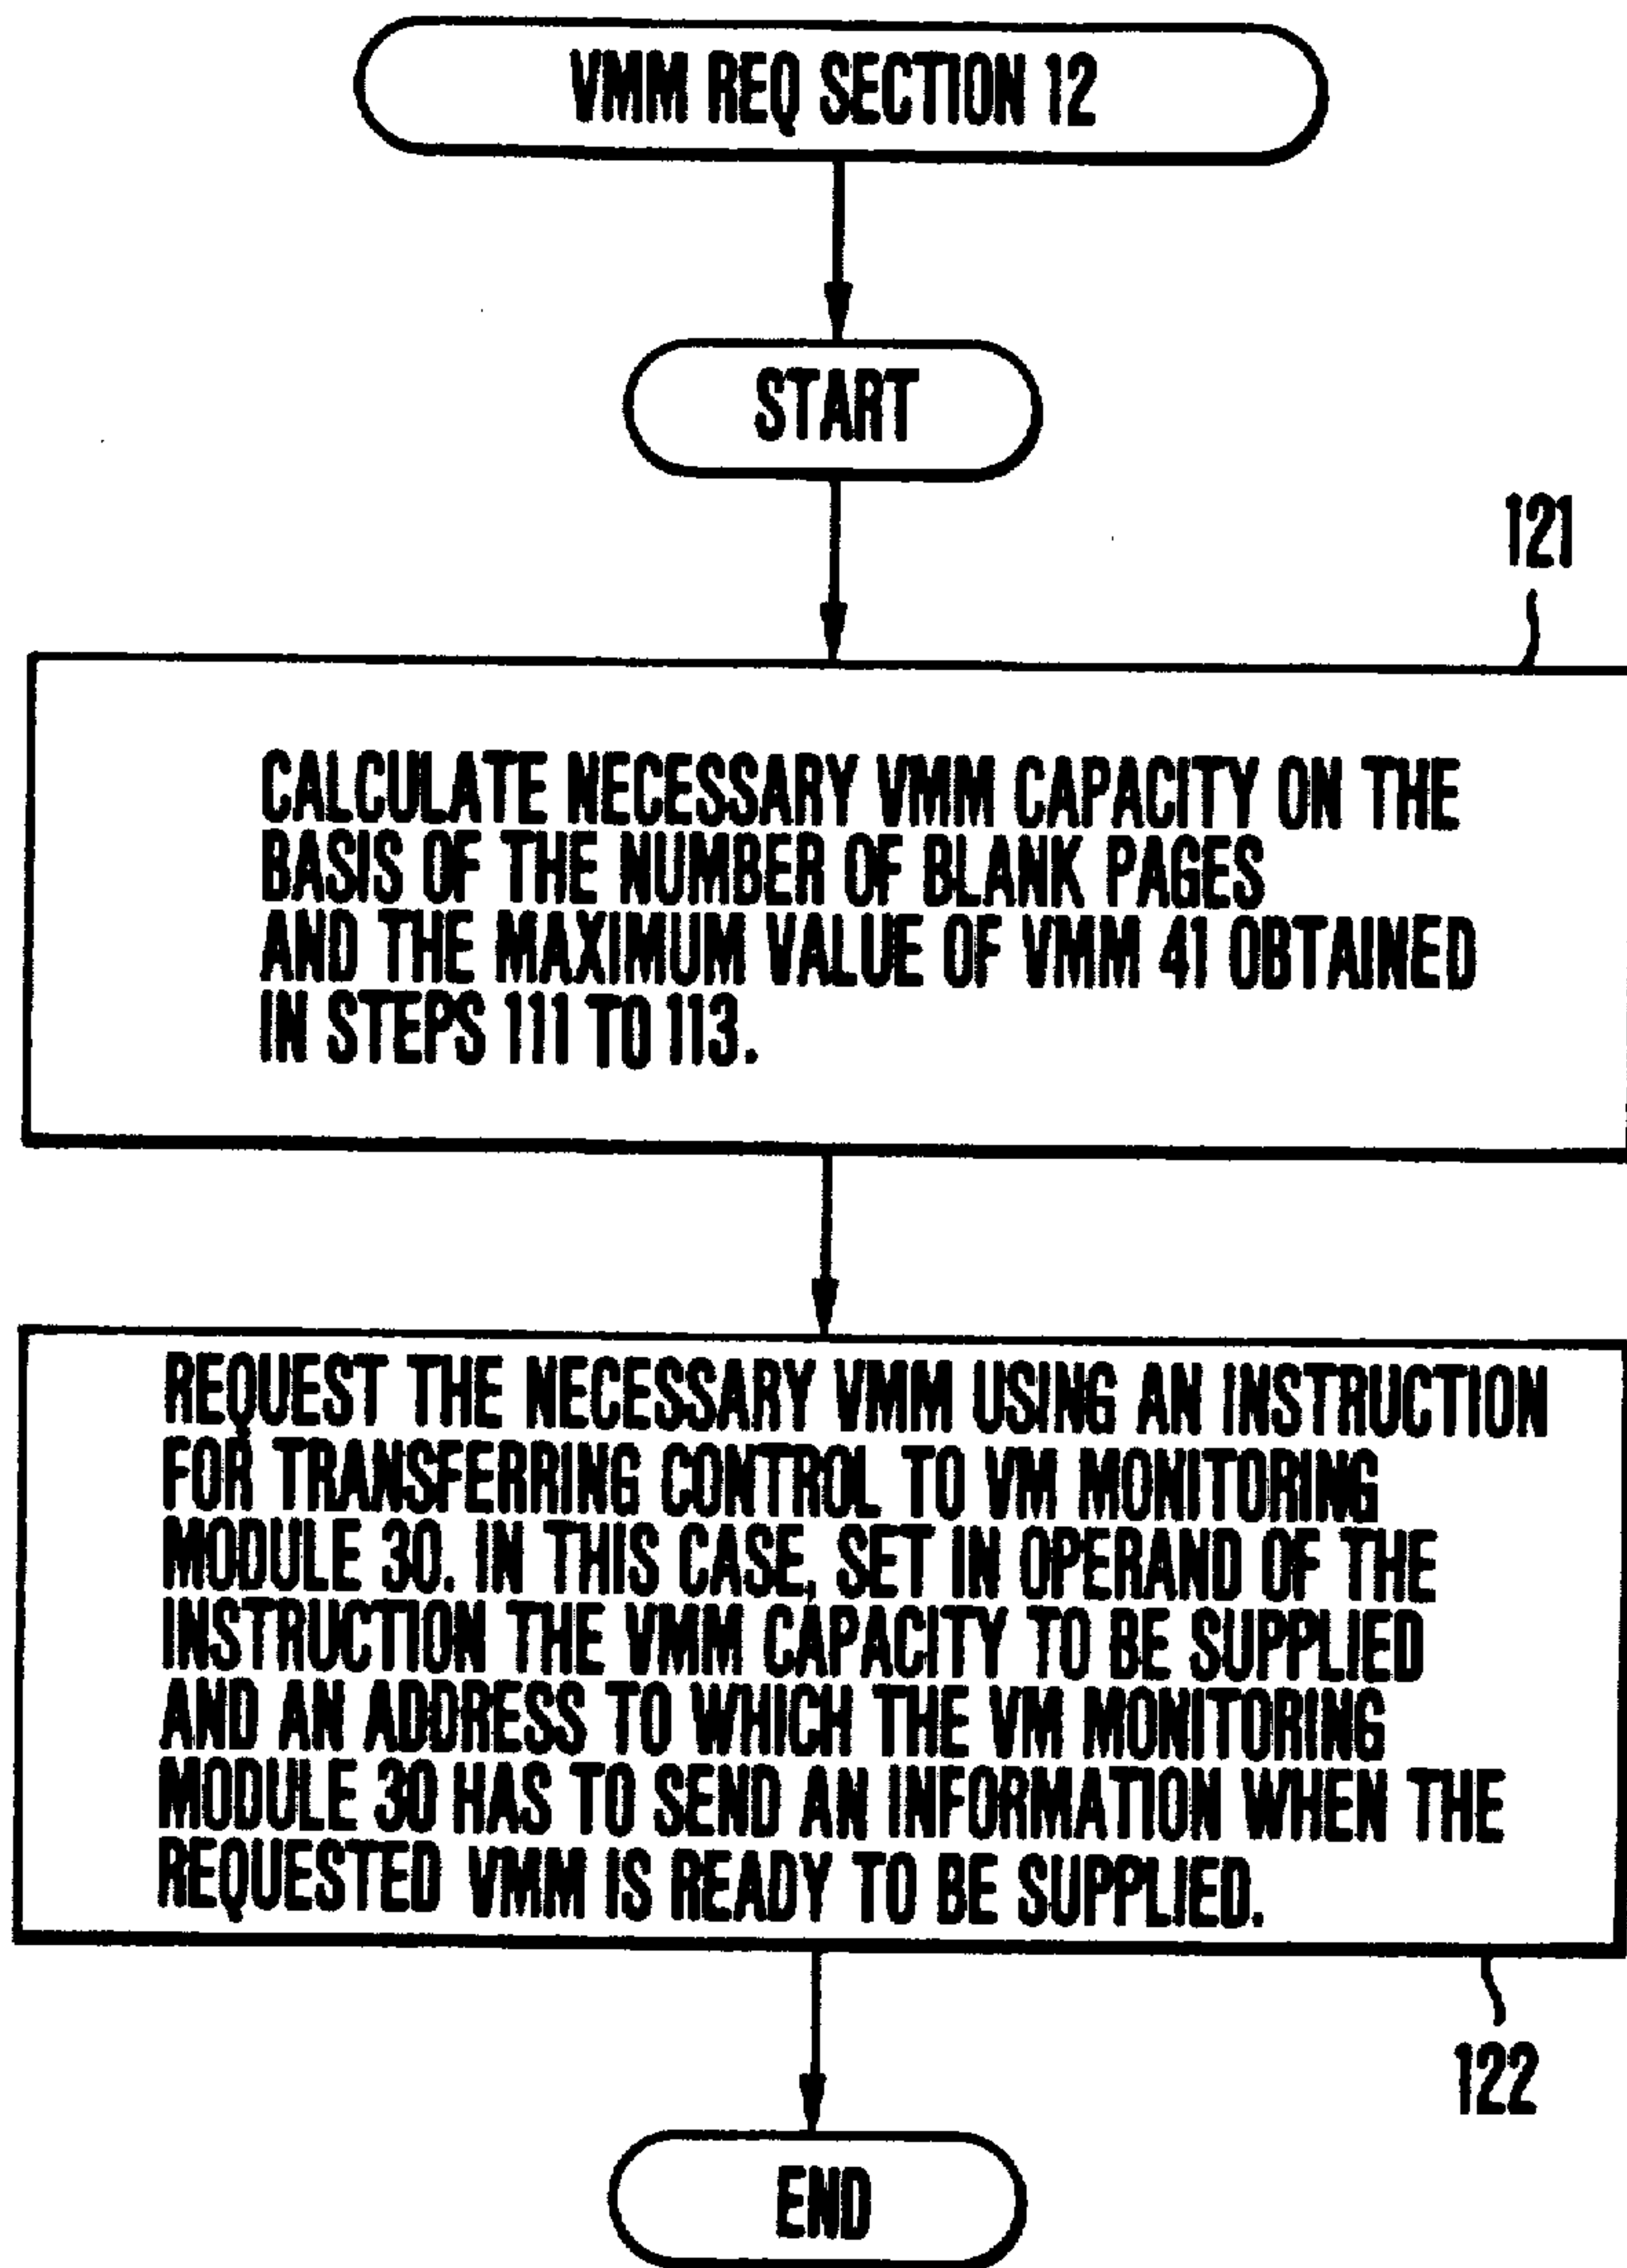 VMM REQ SECTION 12
START
121
CALCULATE NECESSARY VMM CAPACITY ON THE
BASIS OF THE NUMBER OF BLANK PAGES
AND THE MAXIMUM VALUE OF VMM 41 OBTAINED
IN STEPS 111 TO 113.
REQUEST THE NECESSARY VMM USING AN INSTRUCTION
FOR TRANSFERRING CONTROL TO VM MONITORING
MODULE 30. IN THIS CASE, SET IN OPERAND OF THE
INSTRUCTION THE VMM CAPACITY TO BE SUPPLIED
AND AN ADDRESS TO WHICH THE VM MONITORING
MODULE 30 HAS TO SEND AN INFORMATION WHEN THE
REQUESTED VMM IS READY TO BE SUPPLIED.
122
END